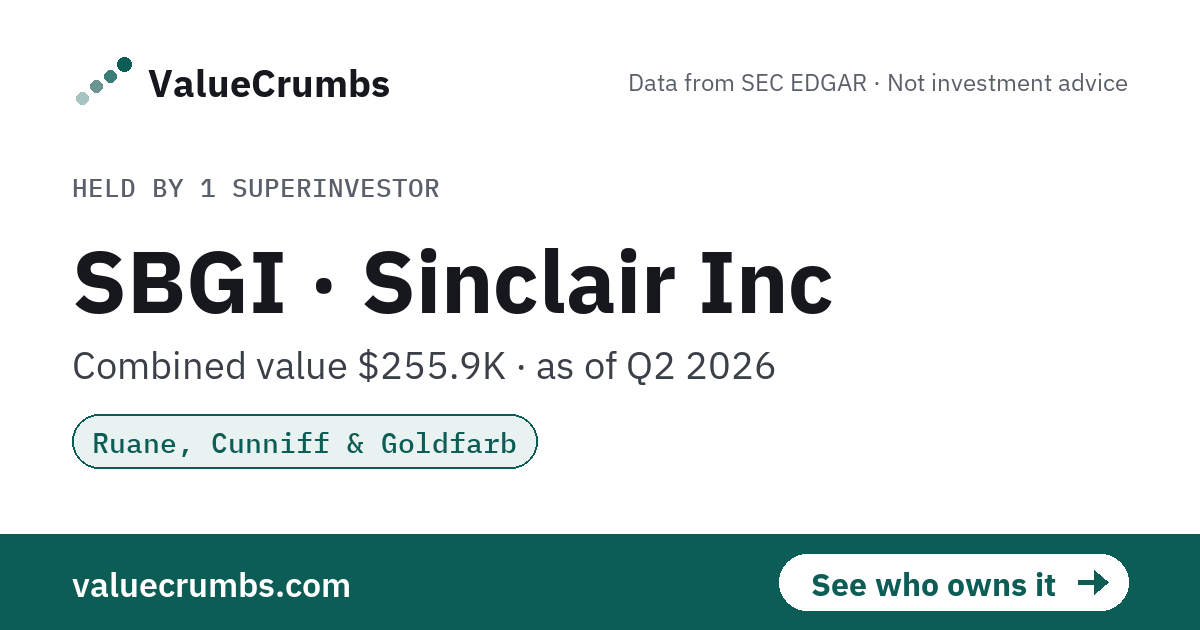 ValueCrumbs
Data from SEC EDGAR · Not investment advice
HELD BY 1 SUPERINVESTOR
SBGI · Sinclair Inc
Combined value $255.9K · as of Q2 2026
Ruane, Cunniff & Goldfarb
valuecrumbs.com
See who owns it →